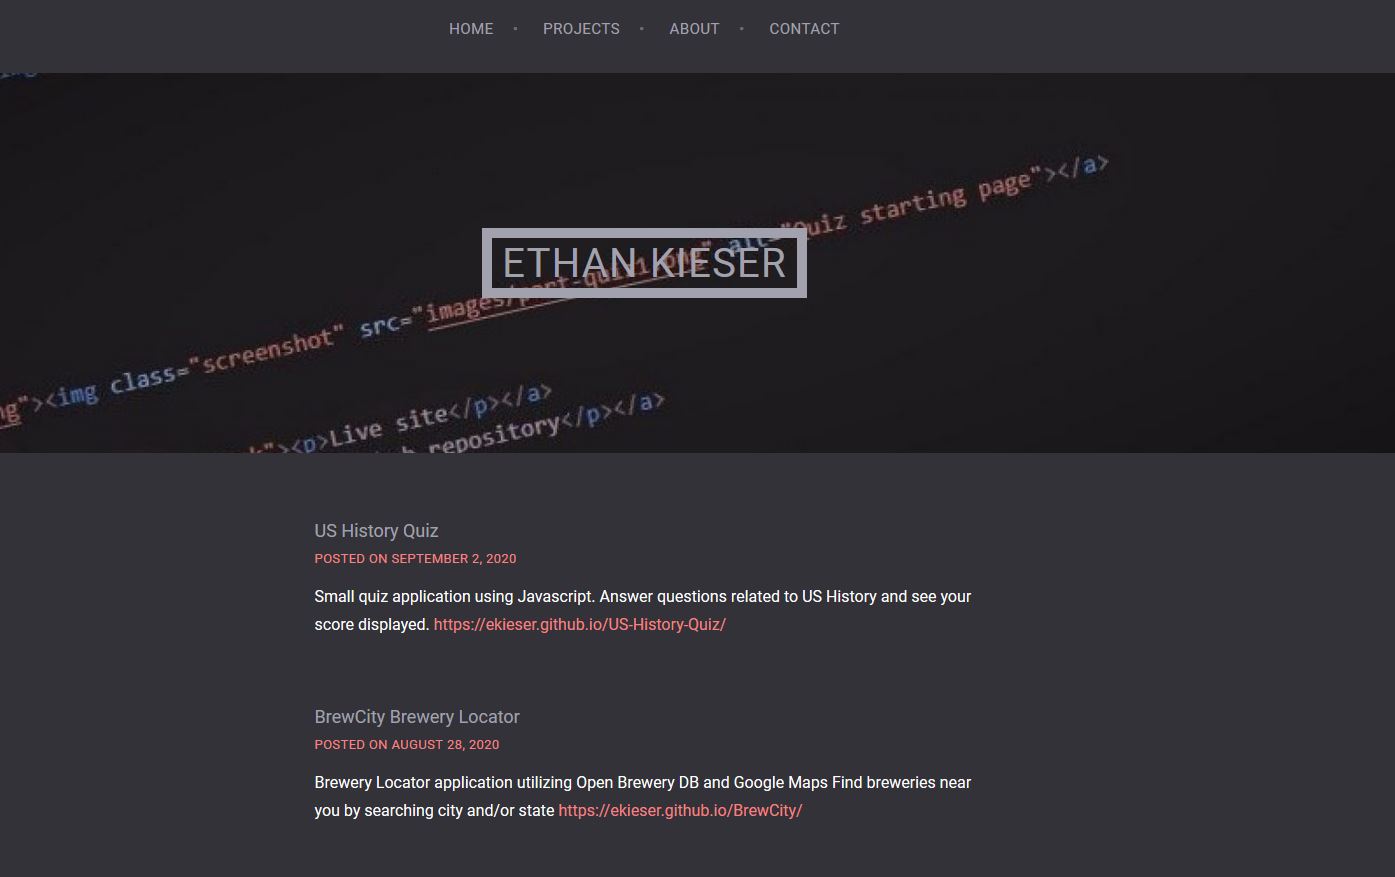 HOME • PROJECTS • ABOUT • CONTACT
"Quiz starting page"></a>
ETHAN KIESER
"><img class="screenshot" src="images/port-quiz1.png" alt=
"><p>Live site</p></a>
repository</p></a>
US History Quiz
POSTED ON SEPTEMBER 2, 2020
Small quiz application using Javascript. Answer questions related to US History and see your
score displayed. https://ekieser.github.io/US-History-Quiz/
BrewCity Brewery Locator
POSTED ON AUGUST 28, 2020
Brewery Locator application utilizing Open Brewery DB and Google Maps Find breweries near
you by searching city and/or state https://ekieser.github.io/BrewCity/